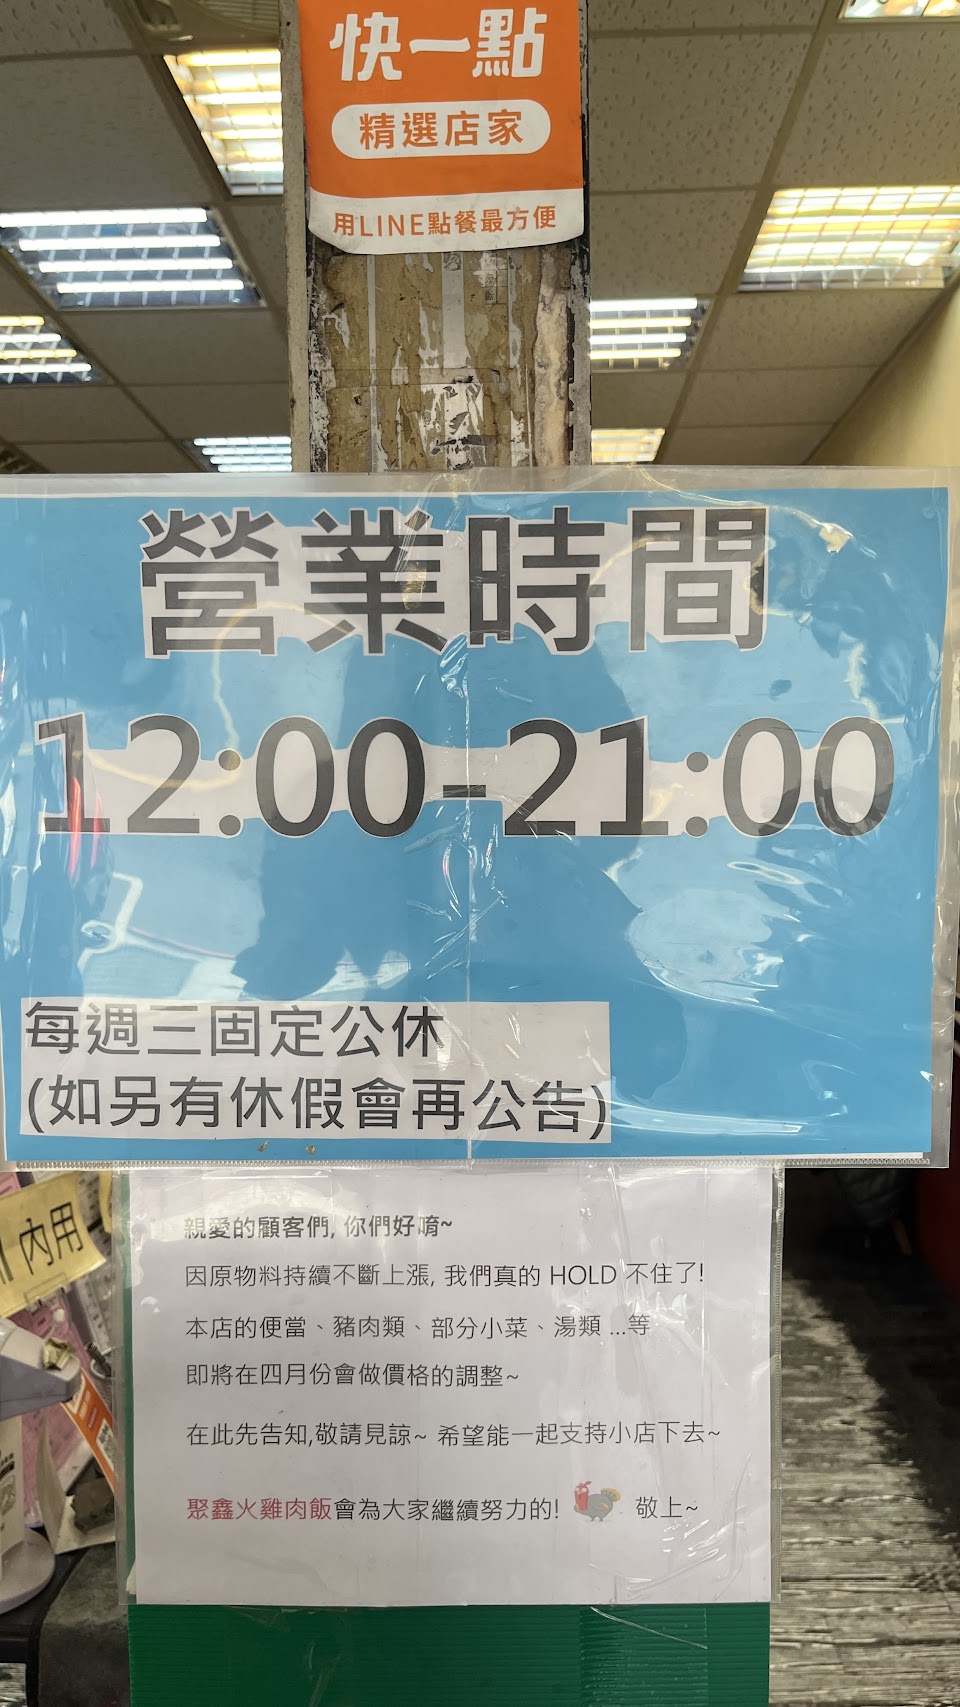 快一點
精選店家
用LINE點餐最方便
營業時間
12:00-21:00
每週三固定公休
(如另有休假會再公告)
內用
親愛的顧客們, 你們好唷~
因原物料持續不斷上漲, 我們真的 HOLD 不住了!
本店的便當、豬肉類、部分小菜、湯類 ...等
即將在四月份會做價格的調整~
在此先告知,敬請見諒~ 希望能一起支持小店下去~
聚鑫火雞肉飯會為大家繼續努力的! 敬上~